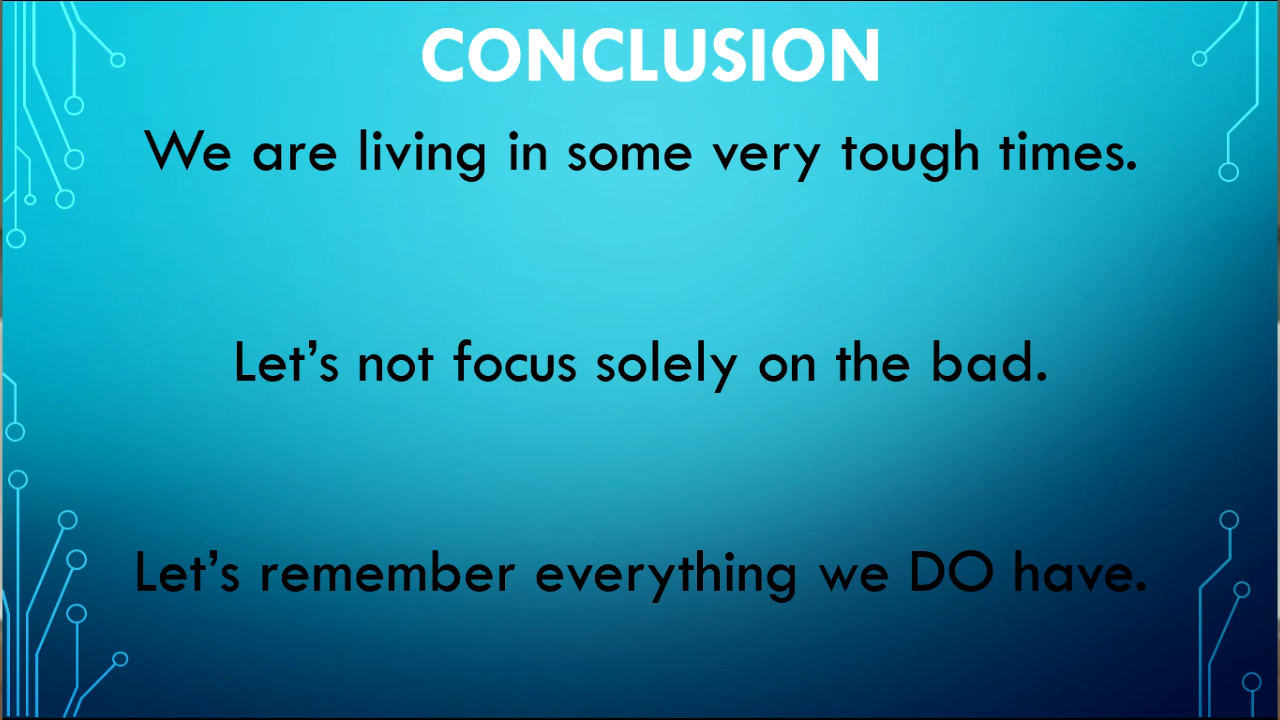 CONCLUSION
We are living in some very tough times.
Let’s not focus solely on the bad.
Let’s remember everything we DO have.